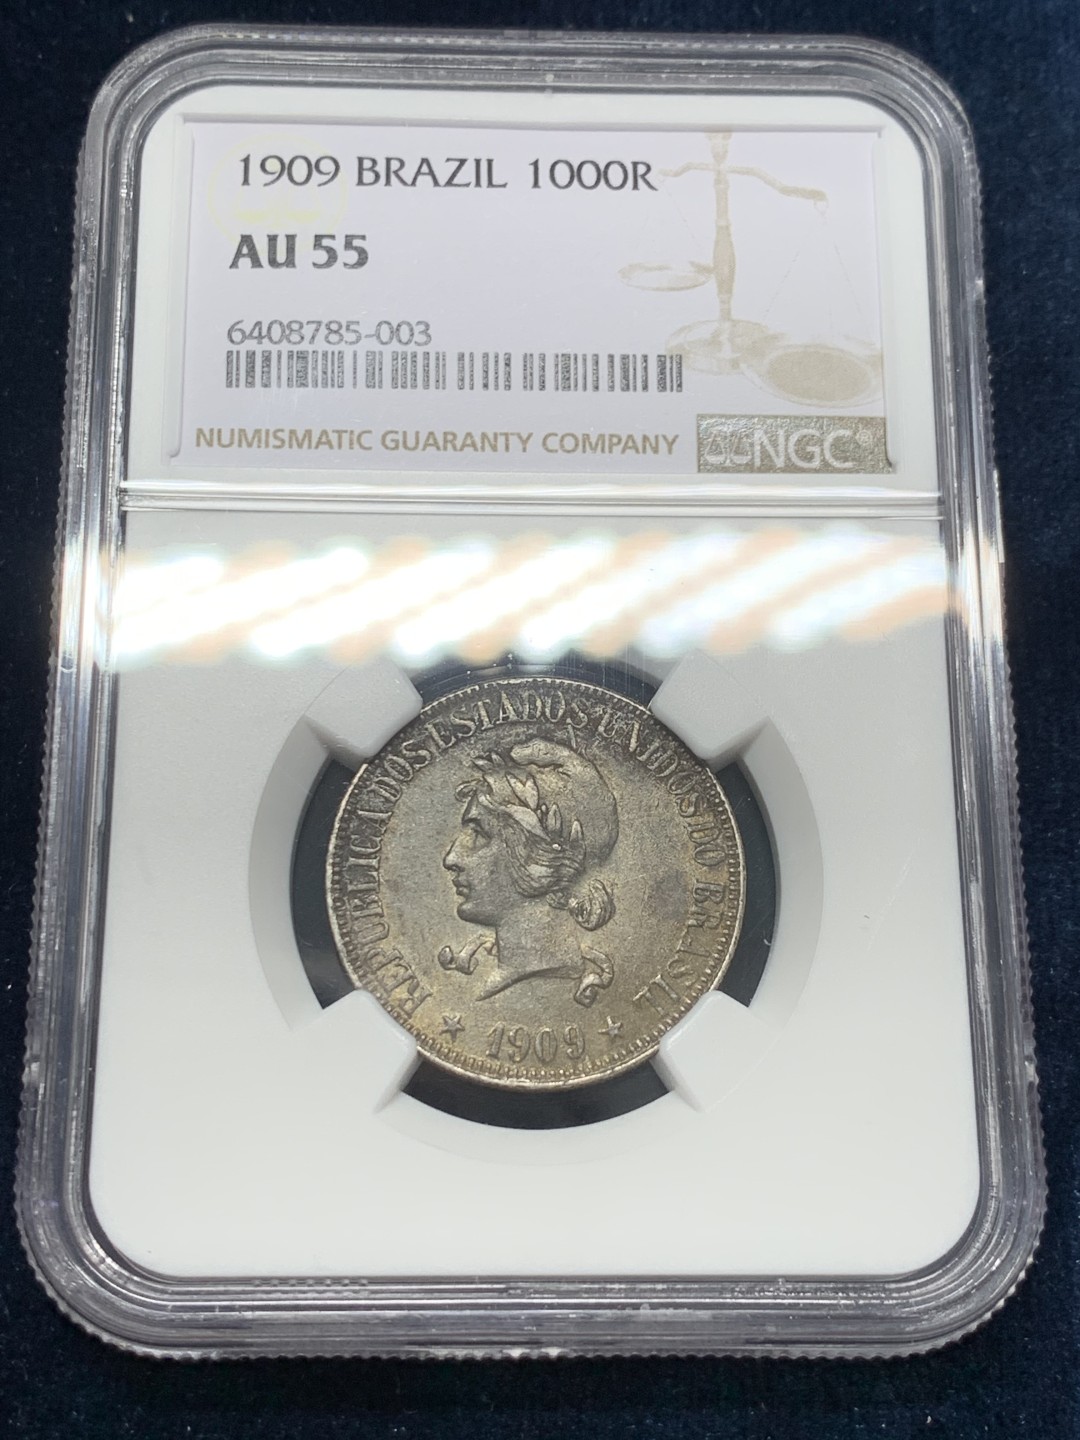 1909 BRAZIL 1000R
AU 55
6408785-003
NUMISMATIC GUARANTY COMPANY NGC®
REPUBLICA DOS ESTADOS UNIDOS DO BRASIL
★ 1909 ★